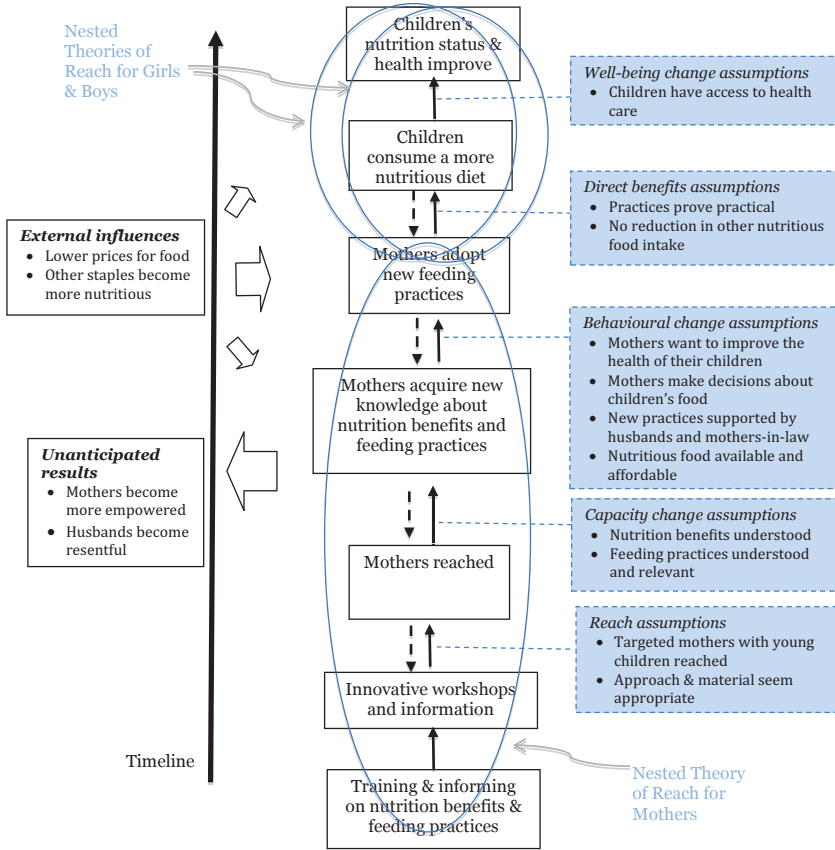 Nested
Theories of
Reach for Girls
& Boys
Children's
nutrition status &
health improve
Well-being change assumptions
• Children have access to health
care
Children
consume a more
nutritious diet
Direct benefits assumptions
• Practices prove practical
• No reduction in other nutritious
food intake
External influences
• Lower prices for food
• Other staples become
more nutritious
Mothers adopt
new feeding
practices
Behavioural change assumptions
• Mothers want to improve the
health of their children
• Mothers make decisions about
children's food
• New practices supported by
husbands and mothers-in-law
• Nutritious food available and
affordable
Mothers acquire new
knowledge about
nutrition benefits and
feeding practices
Unanticipated
results
• Mothers become
more empowered
• Husbands become
resentful
Capacity change assumptions
• Nutrition benefits understood
• Feeding practices understood
and relevant
Mothers reached
Reach assumptions
• Targeted mothers with young
children reached
• Approach & material seem
appropriate
Innovative workshops
and information
Timeline
Training & informing
on nutrition benefits &
feeding practices
Nested Theory
of Reach for
Mothers